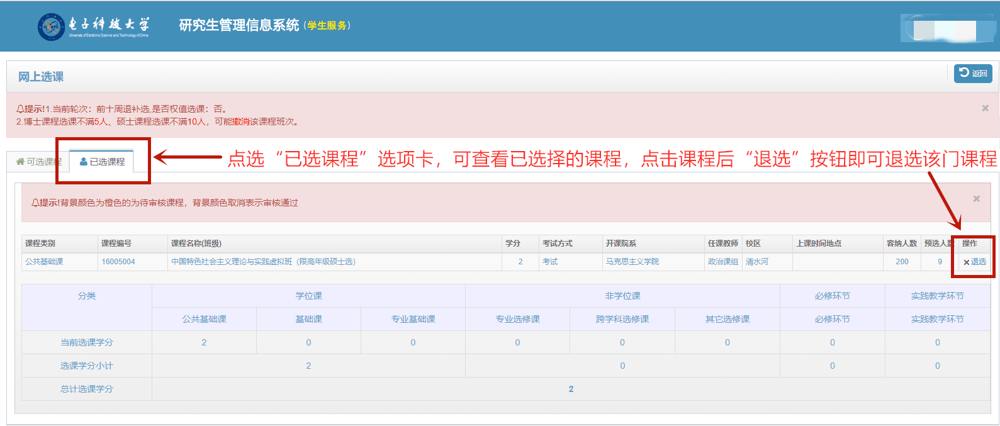 电子科技大学
University of Electronic Science and Technology of China
研究生管理信息系统（学生服务）
网上选课
返回
提示!1.当前轮次：前十周退补选,是否权值选课：否。
2.博士课程选课不满5人、硕士课程选课不满10人，可能撤消该课程班次。
可选课程 已选课程
点选“已选课程”选项卡，可查看已选择的课程，点击课程后“退选”按钮即可退选该门课程
提示!背景颜色为橙色的为待审核课程，背景颜色取消表示审核通过
课程类别 课程编号 课程名称(班级) 学分 考试方式 开课院系 任课教师 校区 上课时间地点 容纳人数 预选人数 操作
公共基础课 16005004 中国特色社会主义理论与实践虚拟班（限高年级硕士选） 2 考试 马克思主义学院 政治课组 清水河 200 9 退选
分类 学位课 非学位课 必修环节 实践教学环节
公共基础课 基础课 专业基础课 专业选修课 跨学科选修课 其它选修课 必修环节 实践教学环节
当前选课学分 2 0 0 0 0 0 0 0
选课学分小计 2 0 0 0
总计选课学分 2